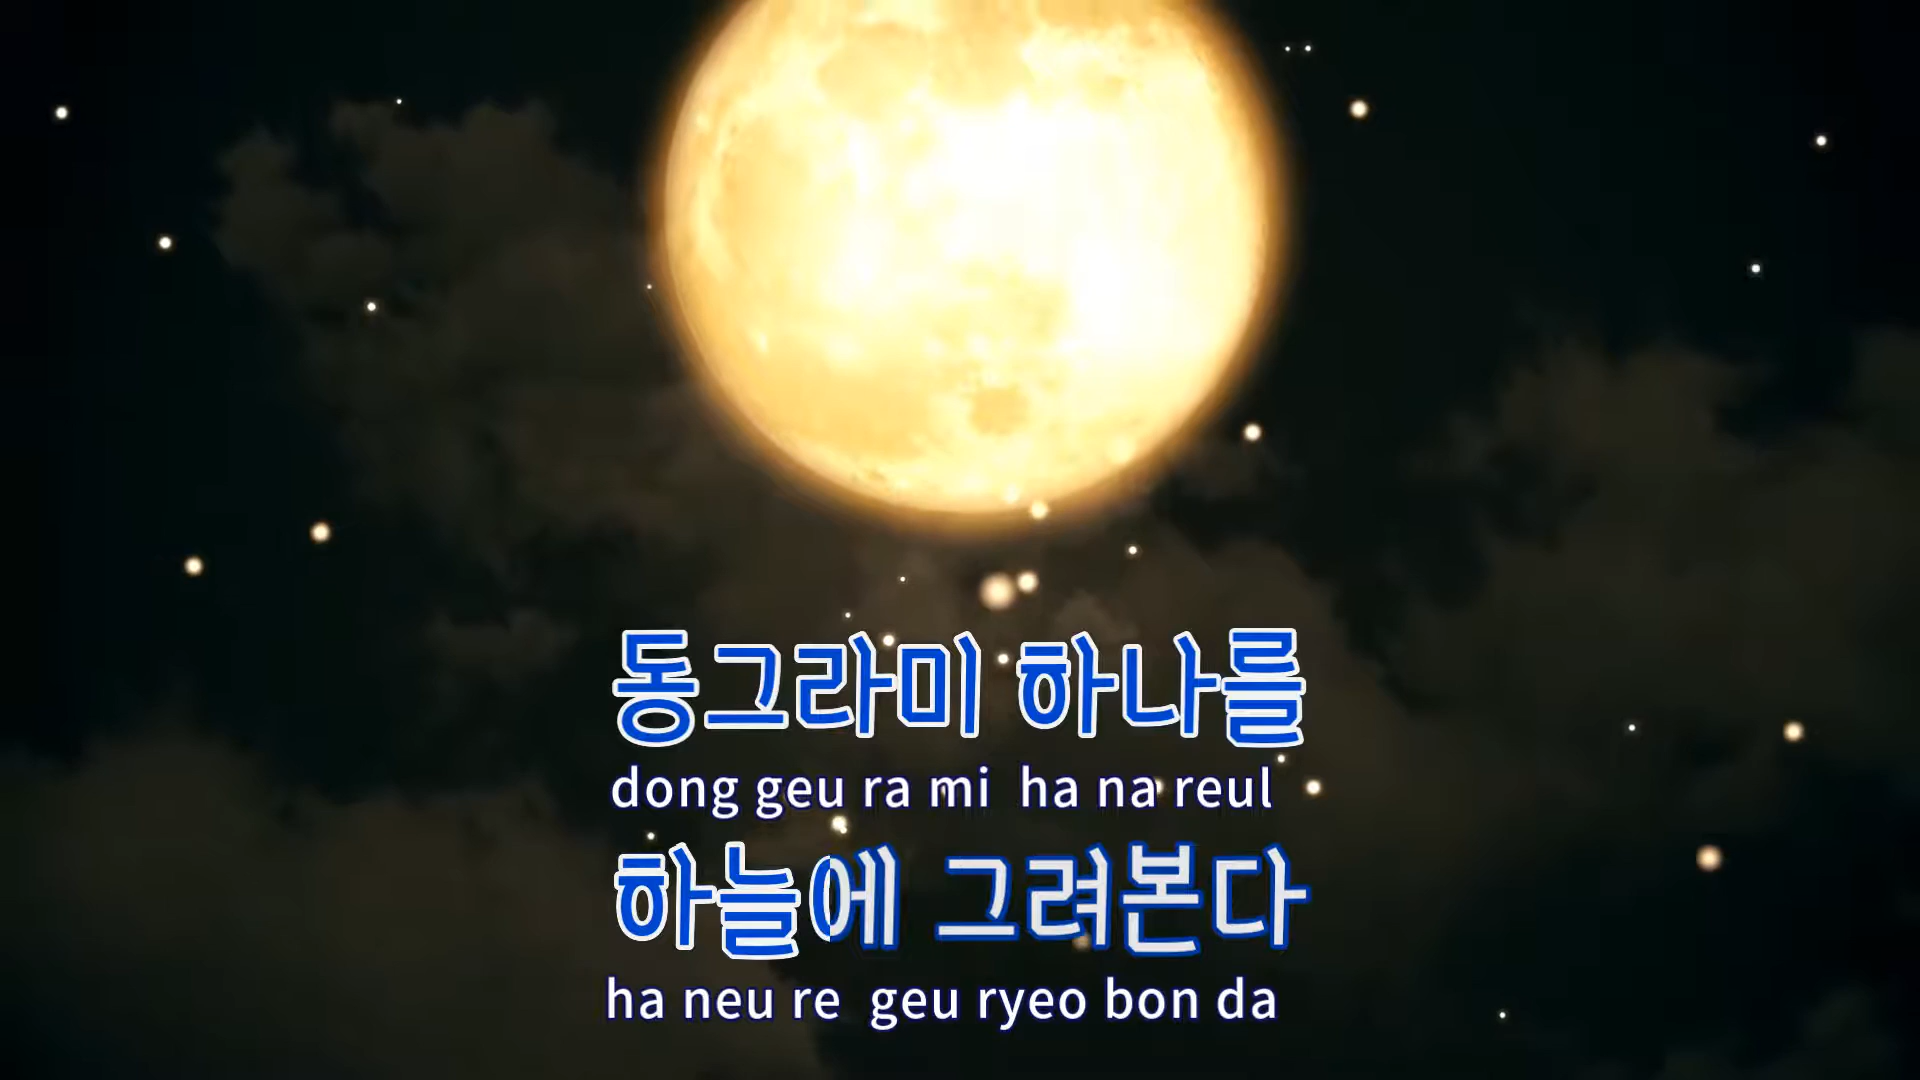 동그라미 하나를
dong geu ra mi ha na reul
하늘에 그려본다
ha neu re geu ryeo bon da